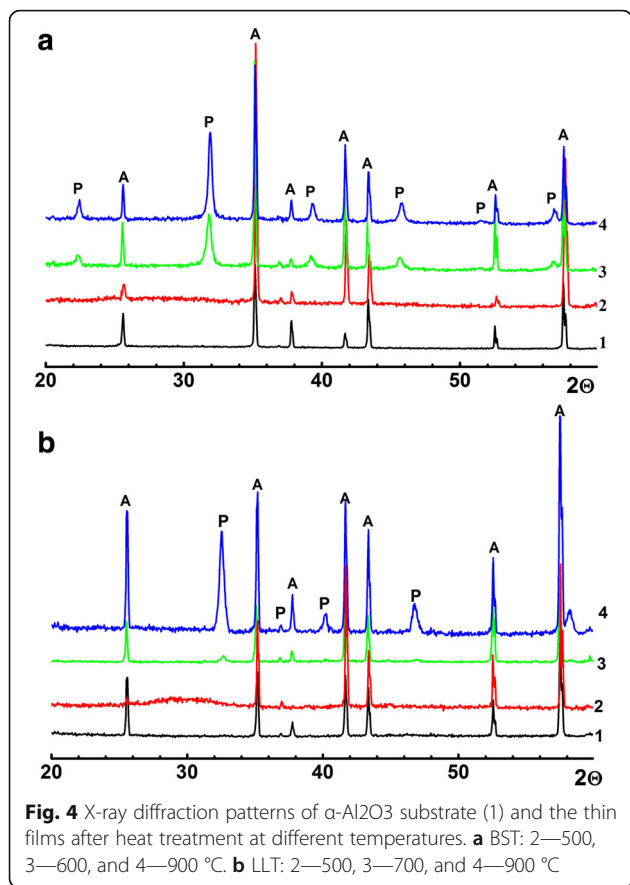 a
A
A
P
A
A
A
P
A
P
P
A
P
P
4
3
2
1
20 30 40 50 2Θ
b
A
A
A
A
A
P
A
A
P
P
P
4
3
2
1
20 30 40 50 2Θ
Fig. 4 X-ray diffraction patterns of α-Al2O3 substrate (1) and the thin
films after heat treatment at different temperatures. a BST: 2—500,
3—600, and 4—900 °C. b LLT: 2—500, 3—700, and 4—900 °C